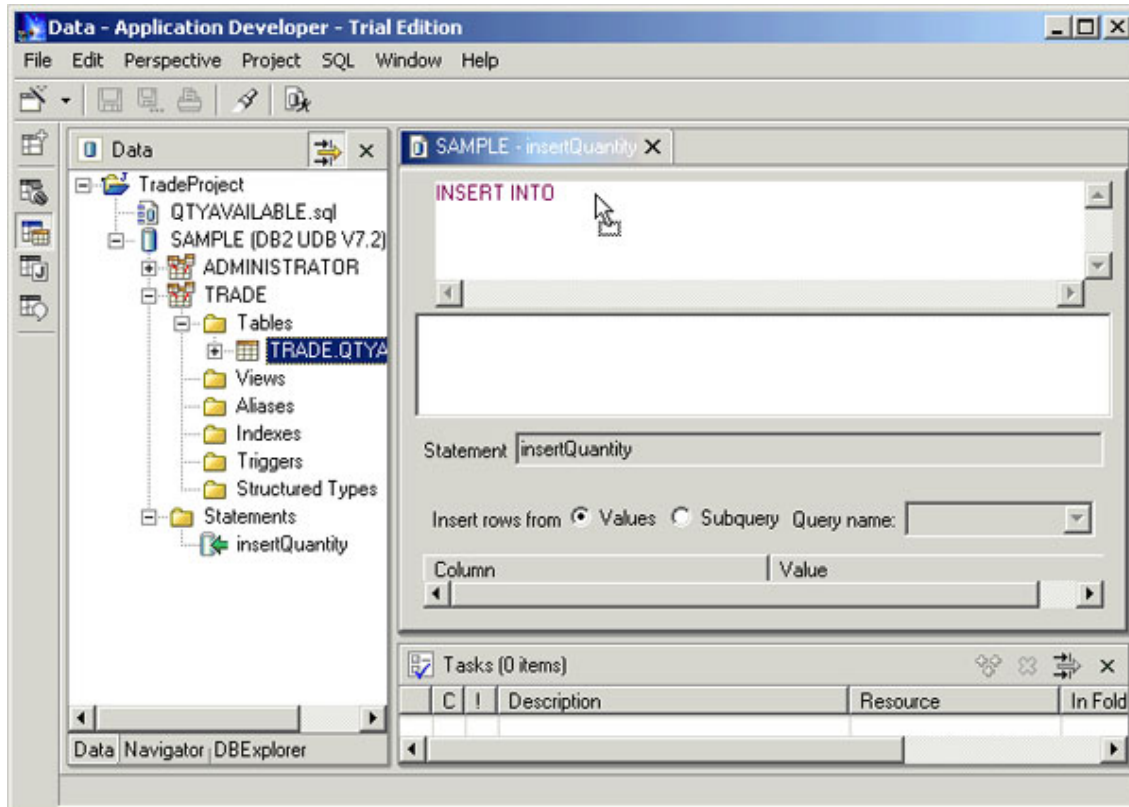 Data - Application Developer - Trial Edition
File Edit Perspective Project SQL Window Help
Data
TradeProject
QTYAVAILABLE.sql
SAMPLE (DB2 UDB V7.2)
ADMINISTRATOR
TRADE
Tables
TRADE.QTYA
Views
Aliases
Indexes
Triggers
Structured Types
Statements
insertQuantity
Data Navigator DBExplorer
SAMPLE - insertQuantity
INSERT INTO
Statement insertQuantity
Insert rows from Values Subquery Query name:
Column Value
Tasks (0 items)
C ! Description Resource In Fold